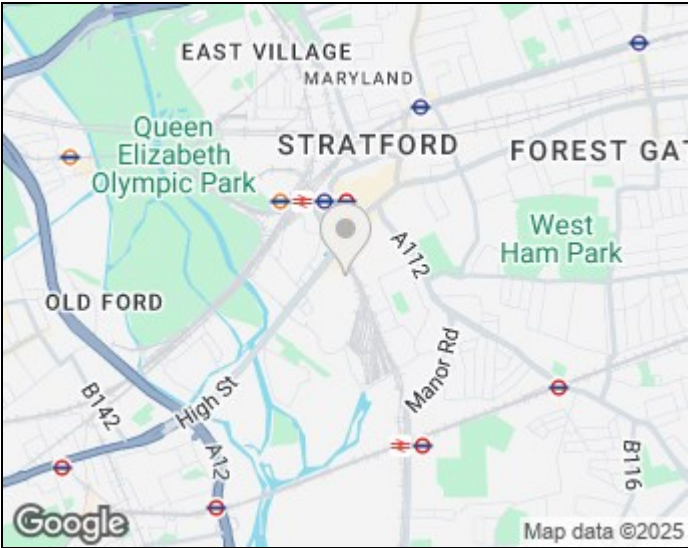 EAST VILLAGE
MARYLAND
Queen
Elizabeth
Olympic Park
STRATFORD
FOREST GAT
A112
West
Ham Park
OLD FORD
B142
High St
Manor Rd
A12
B116
Google
Map data ©2025